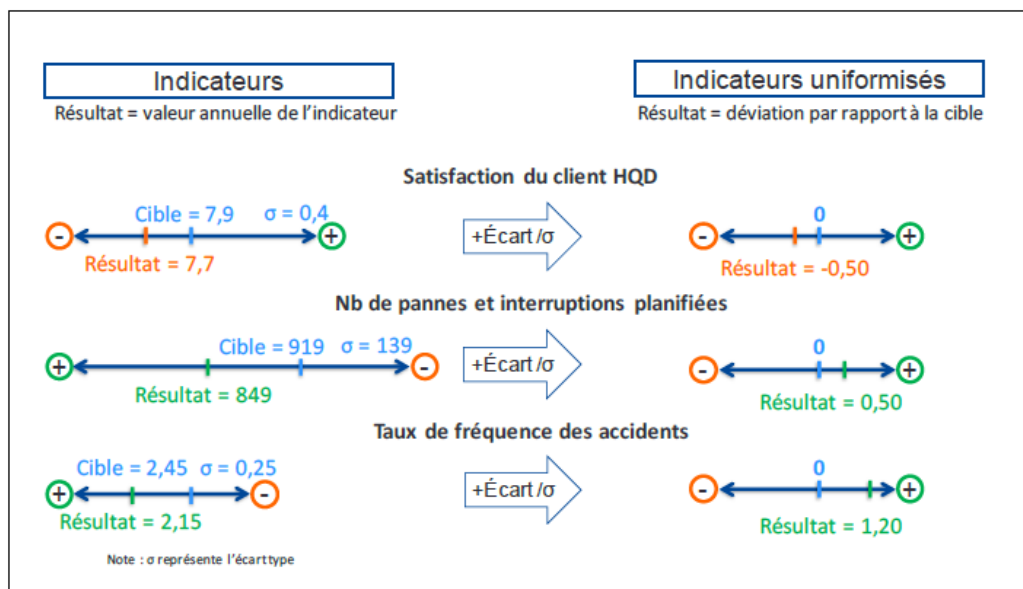 Indicateurs
Résultat = valeur annuelle de l'indicateur
Indicateurs uniformisés
Résultat = déviation par rapport à la cible
Satisfaction du client HQD
Cible = 7,9 σ = 0,4
- +
Résultat = 7,7
+Écart/σ
0
- +
Résultat = -0,50
Nb de pannes et interruptions planifiées
Cible = 919 σ = 139
+ -
Résultat = 849
+Écart/σ
0
- +
Résultat = 0,50
Taux de fréquence des accidents
Cible = 2,45 σ = 0,25
+ -
Résultat = 2,15
+Écart/σ
0
- +
Résultat = 1,20
Note : σ représente l'écart type